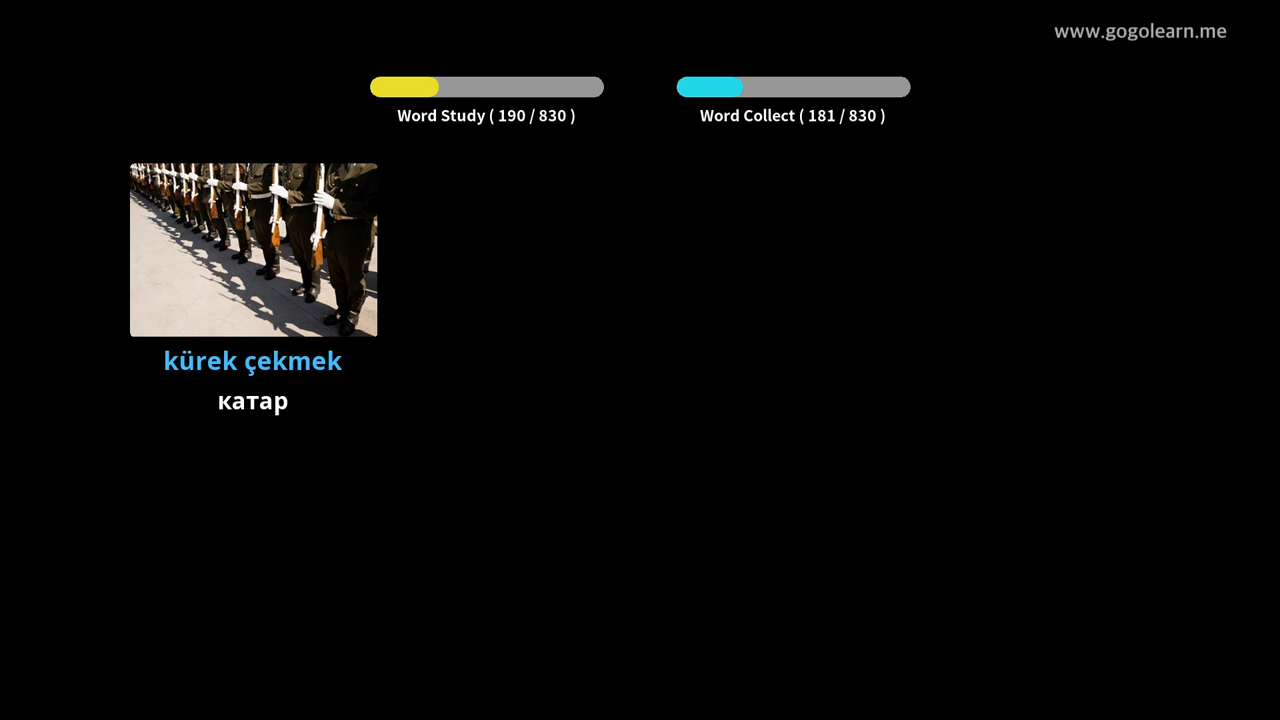 www.gogolearn.me
Word Study ( 190 / 830 )
Word Collect ( 181 / 830 )
kürek çekmek
катар